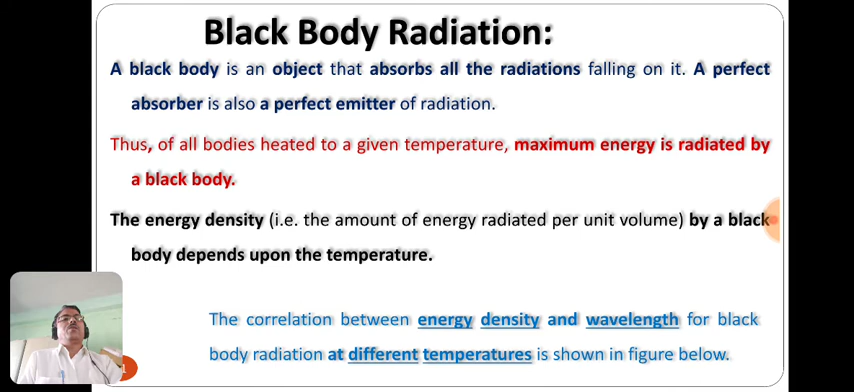 Black Body Radiation:
A black body is an object that absorbs all the radiations falling on it. A perfect
absorber is also a perfect emitter of radiation.
Thus, of all bodies heated to a given temperature, maximum energy is radiated by
a black body.
The energy density (i.e. the amount of energy radiated per unit volume) by a black
body depends upon the temperature.
The correlation between energy density and wavelength for black
body radiation at different temperatures is shown in figure below.
1